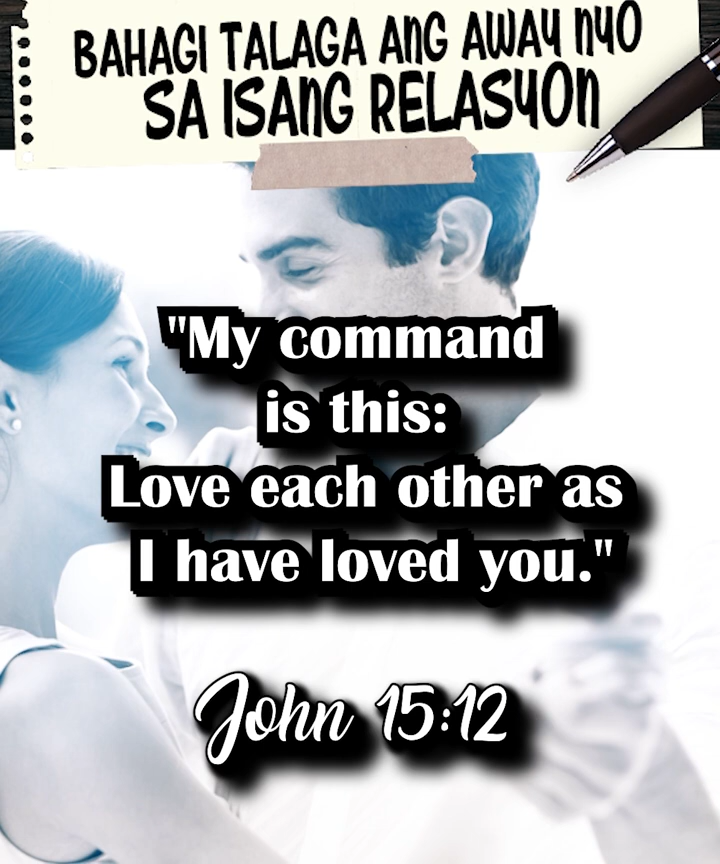 BAHAGI TALAGA ANG AWAY NYO
SA ISANG RELASYON
"My command
is this:
Love each other as
I have loved you."
John 15:12